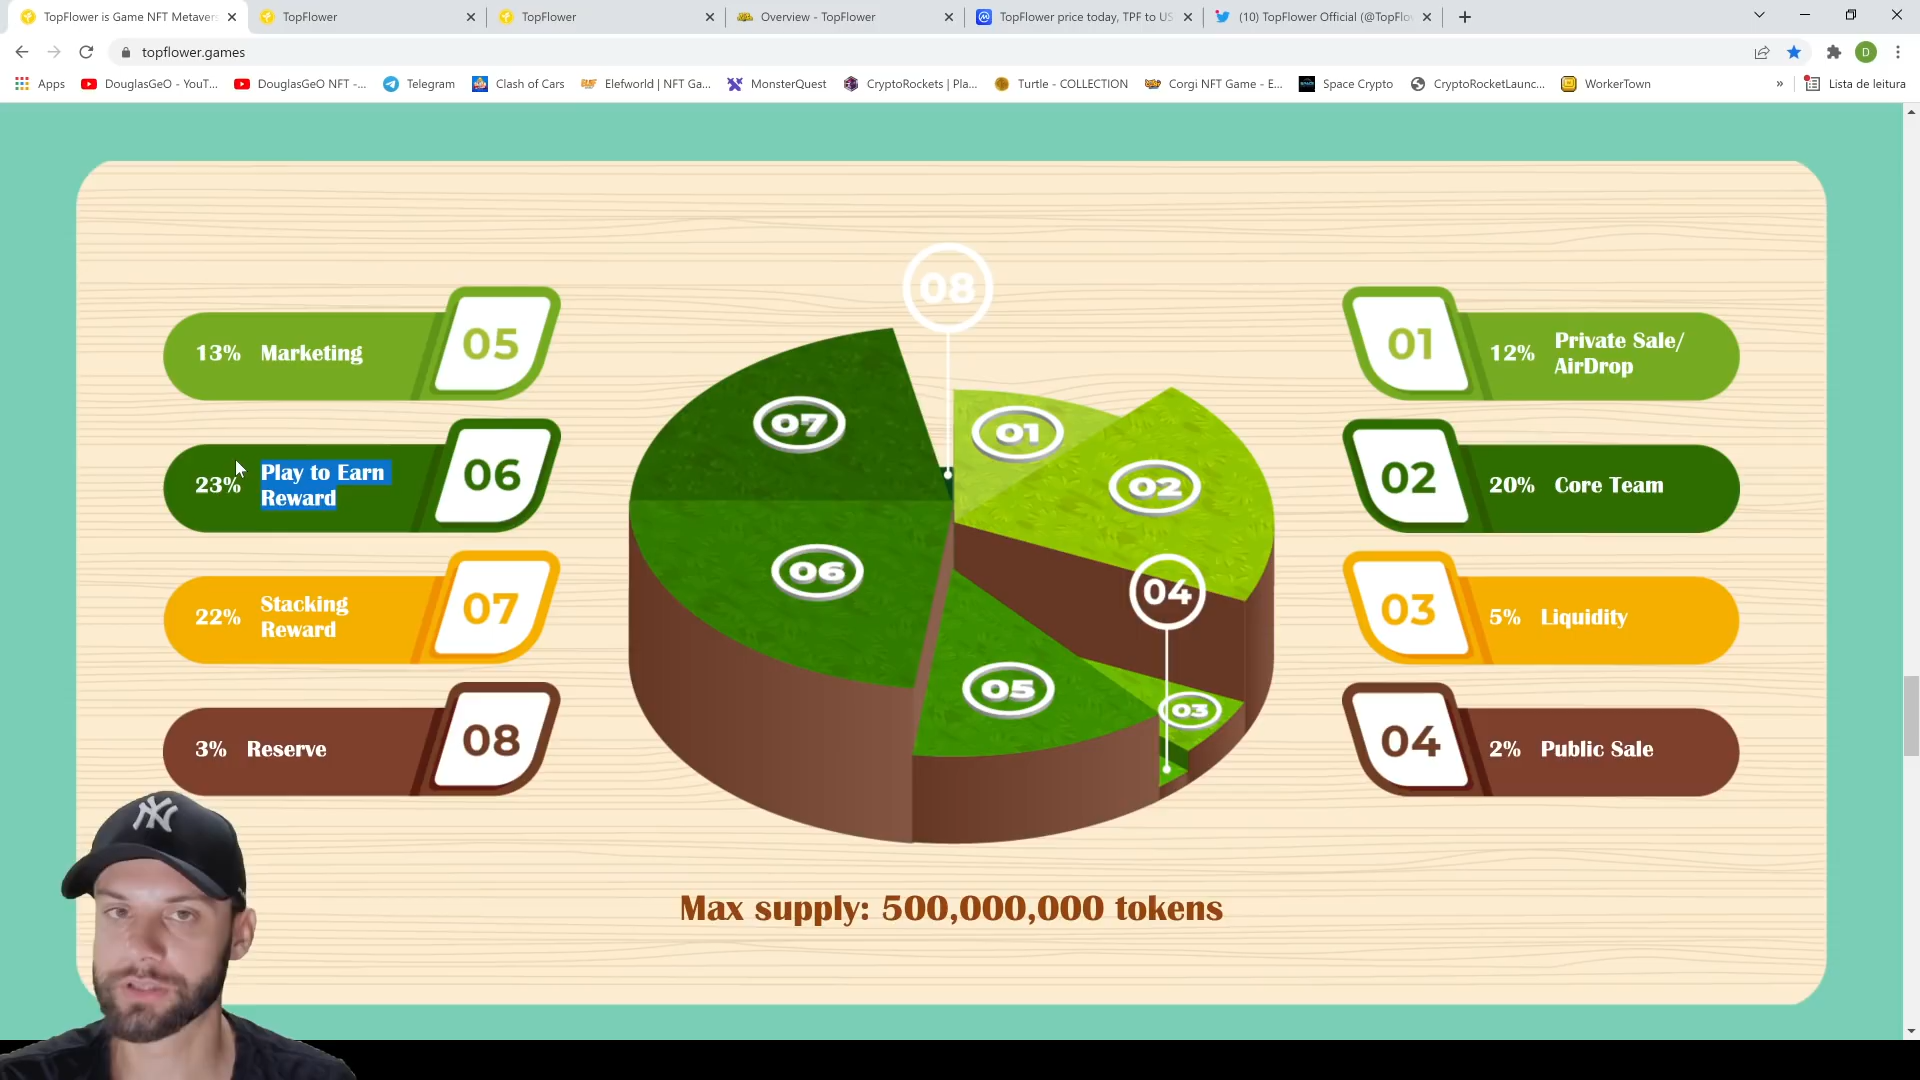 TopFlower is Game NFT Metavers
TopFlower
TopFlower
Overview - TopFlower
TopFlower price today, TPF to US
(10) TopFlower Official (@TopFlo
topflower.games
D
Apps
DouglasGeO - YouT...
DouglasGeO NFT -...
Telegram
Clash of Cars
Elefworld | NFT Ga...
MonsterQuest
CryptoRockets | Pla...
Turtle - COLLECTION
Corgi NFT Game - E...
Space Crypto
CryptoRocketLaunc...
WorkerTown
»
Lista de leitura
13% Marketing 05
23% Play to Earn
Reward
06
22% Stacking
Reward
07
3% Reserve 08
08
07
01
02
06
04
05
03
01 12% Private Sale/
AirDrop
02 20% Core Team
03 5% Liquidity
04 2% Public Sale
Max supply: 500,000,000 tokens
NY